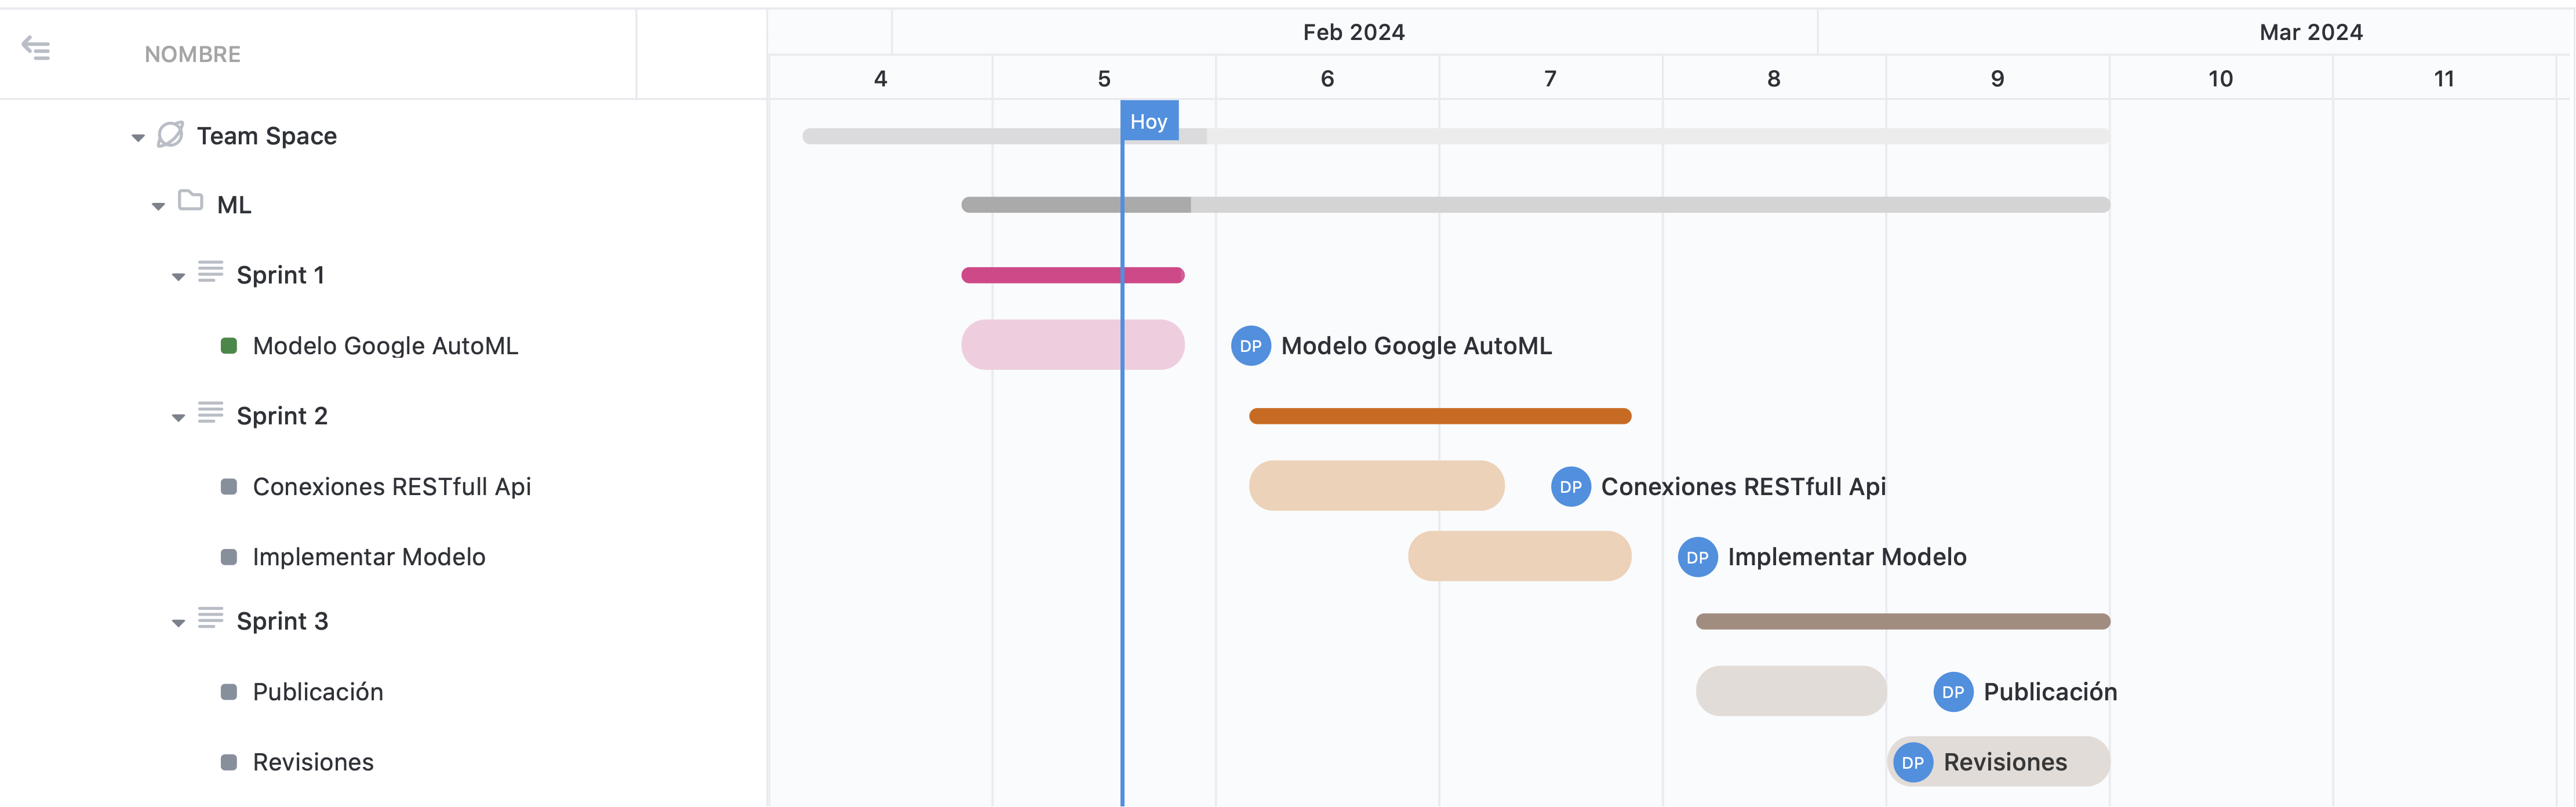 NOMBRE
Feb 2024
Mar 2024
4 5 6 7 8 9 10 11
Hoy
Team Space
ML
Sprint 1
Modelo Google AutoML
DP Modelo Google AutoML
Sprint 2
Conexiones RESTfull Api
DP Conexiones RESTfull Api
Implementar Modelo
DP Implementar Modelo
Sprint 3
Publicación
DP Publicación
Revisiones
DP Revisiones